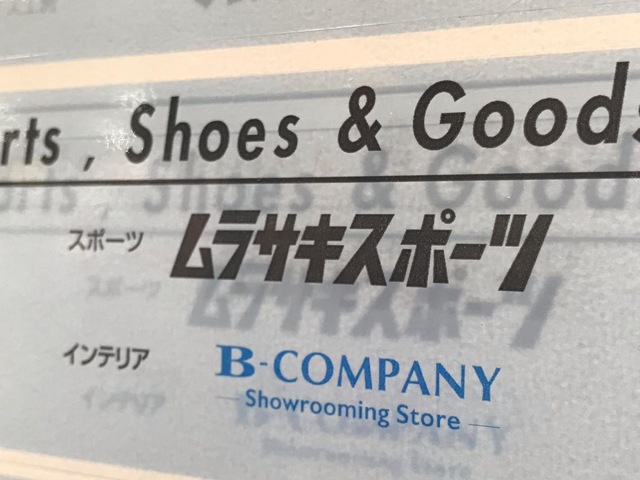 rts , Shoes & Goods
スポーツ ムラサキスポーツ
インテリア B-COMPANY
Showrooming Store